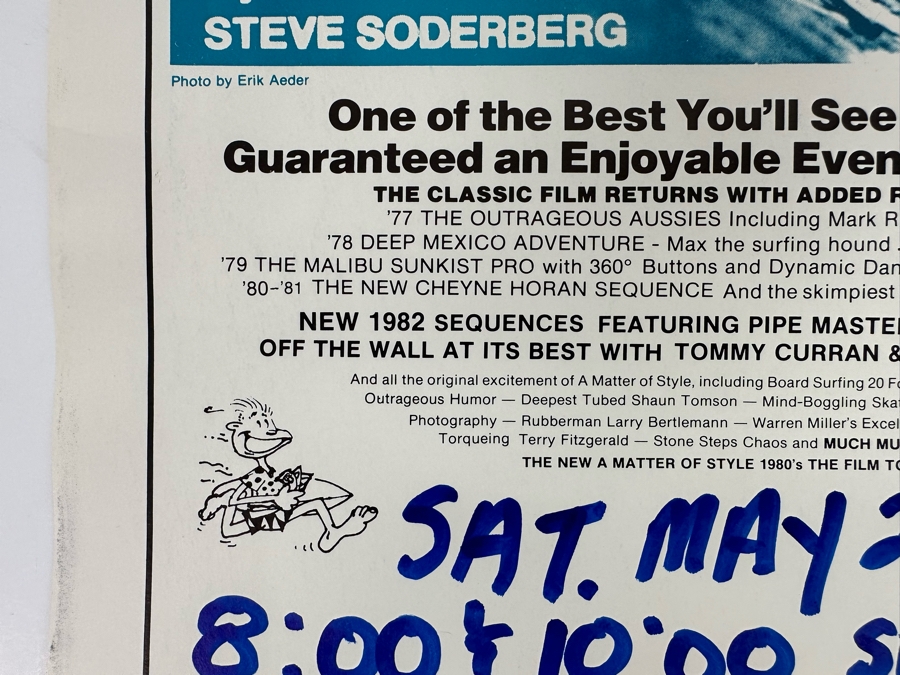 STEVE SODERBERG
Photo by Erik Aeder
One of the Best You'll See
Guaranteed an Enjoyable Even
THE CLASSIC FILM RETURNS WITH ADDED F
'77 THE OUTRAGEOUS AUSSIES Including Mark R
'78 DEEP MEXICO ADVENTURE - Max the surfing hound
'79 THE MALIBU SUNKIST PRO with 360° Buttons and Dynamic Dan
'80-'81 THE NEW CHEYNE HORAN SEQUENCE And the skimpiest
NEW 1982 SEQUENCES FEATURING PIPE MASTE
OFF THE WALL AT ITS BEST WITH TOMMY CURRAN &
And all the original excitement of A Matter of Style, including Board Surfing 20 Fo
Outrageous Humor — Deepest Tubed Shaun Tomson — Mind-Boggling Ska
Photography — Rubberman Larry Bertlemann — Warren Miller's Excel
Torqueing Terry Fitzgerald — Stone Steps Chaos and MUCH MU
THE NEW A MATTER OF STYLE 1980's THE FILM TO
SAT. MAY 2
8:00 & 10:00 S